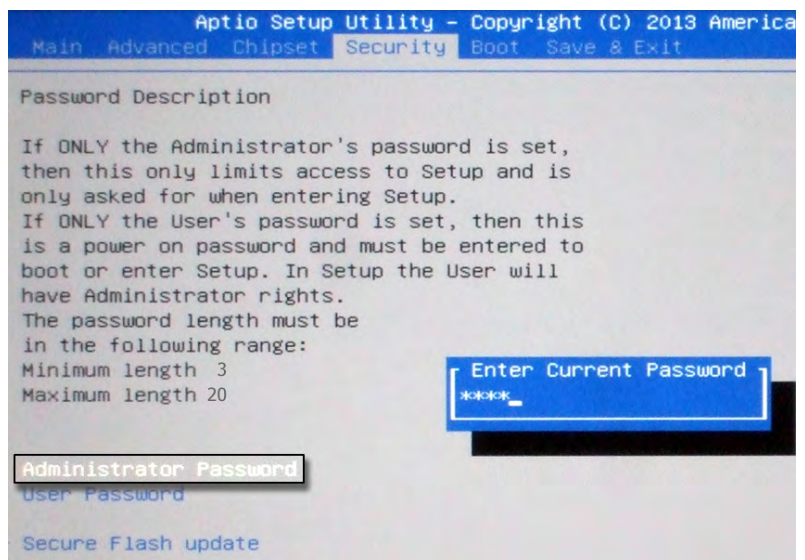 Aptio Setup Utility – Copyright (C) 2013 America
Main Advanced Chipset Security Boot Save & Exit
Password Description
If ONLY the Administrator's password is set,
then this only limits access to Setup and is
only asked for when entering Setup.
If ONLY the User's password is set, then this
is a power on password and must be entered to
boot or enter Setup. In Setup the User will
have Administrator rights.
The password length must be
in the following range:
Minimum length 3
Maximum length 20
Enter Current Password
****_
Administrator Password
User Password
Secure Flash update